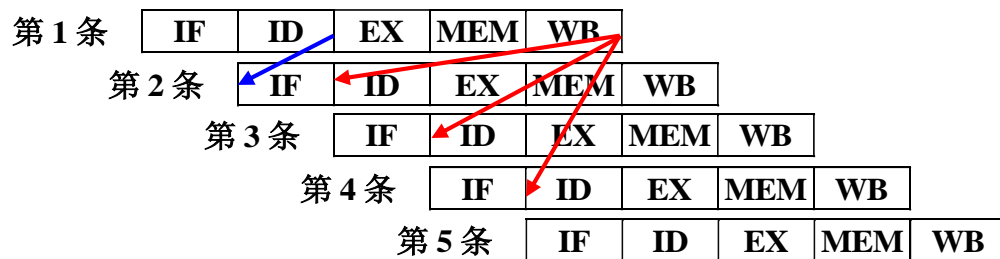 第 1 条 IF ID EX MEM WB
第 2 条 IF ID EX MEM WB
第 3 条 IF ID EX MEM WB
第 4 条 IF ID EX MEM WB
第 5 条 IF ID EX MEM WB